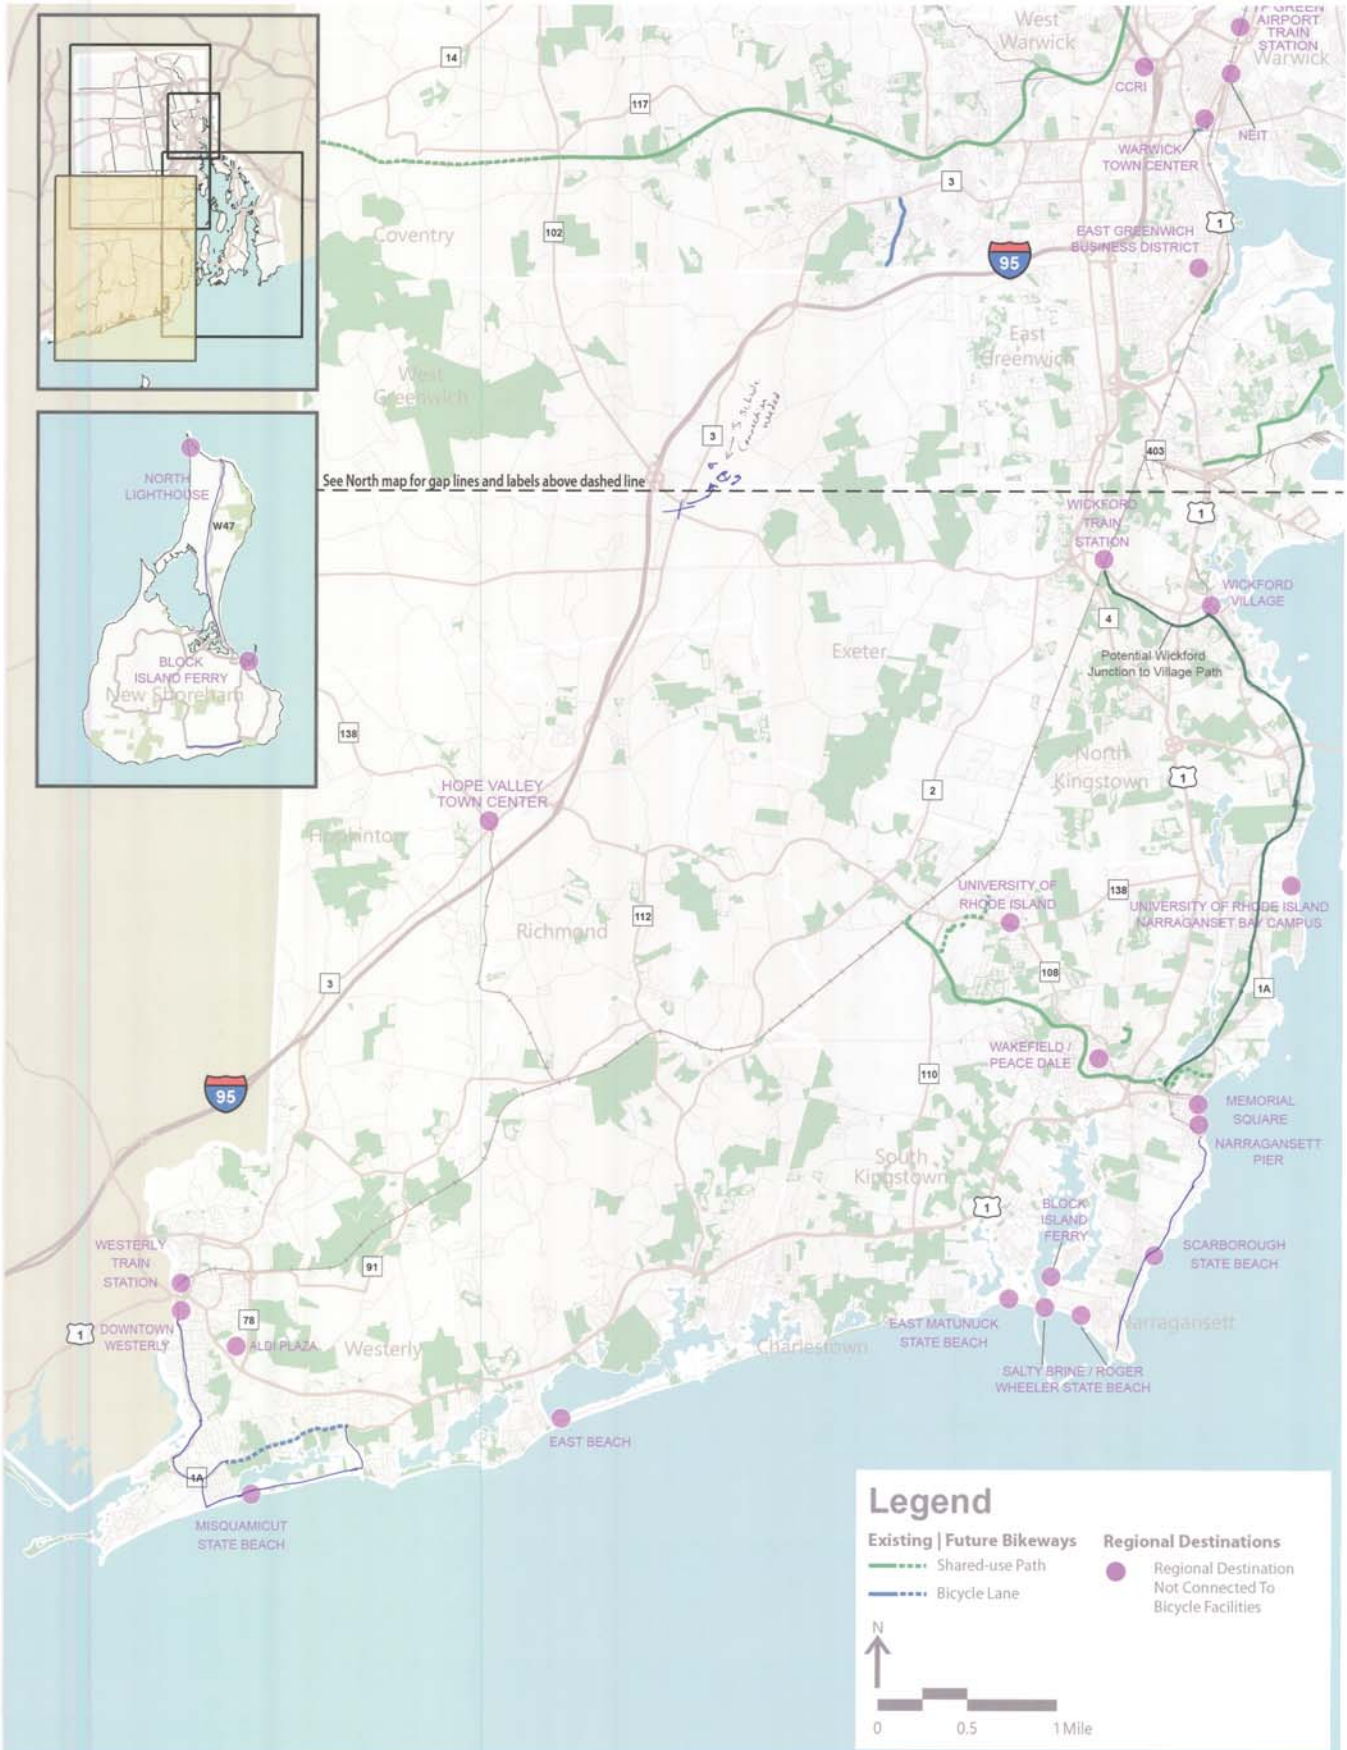 NORTH
LIGHTHOUSE
W47
BLOCK
ISLAND FERRY
New Shoreham
14
117
102
Coventry
West
Greenwich
West
Warwick
CCRI
GREEN
AIRPORT
TRAIN
STATION
Warwick
NEIT
WARWICK
TOWN CENTER
3
1
EAST GREENWICH
BUSINESS DISTRICT
95
East
Greenwich
3
needed
403
See North map for gap lines and labels above dashed line
1
WICKFORD
TRAIN
STATION
WICKFORD
VILLAGE
4
Potential Wickford
Junction to Village Path
Exeter
138
North
Kingstown
1
2
HOPE VALLEY
TOWN CENTER
Hopkinton
UNIVERSITY OF
RHODE ISLAND
138
UNIVERSITY OF RHODE ISLAND
NARRAGANSET BAY CAMPUS
112
Richmond
108
3
1A
WAKEFIELD /
PEACE DALE
110
95
MEMORIAL
SQUARE
NARRAGANSETT
PIER
South
Kingstown
1
BLOCK
ISLAND
FERRY
SCARBOROUGH
STATE BEACH
WESTERLY
TRAIN
STATION
91
78
1
DOWNTOWN
WESTERLY
ALDI PLAZA
Westerly
Charlestown
EAST MATUNUCK
STATE BEACH
Narragansett
SALTY BRINE / ROGER
WHEELER STATE BEACH
EAST BEACH
1A
MISQUAMICUT
STATE BEACH
Legend
Existing | Future Bikeways
Shared-use Path
Bicycle Lane
Regional Destinations
Regional Destination
Not Connected To
Bicycle Facilities
N
0 0.5 1 Mile